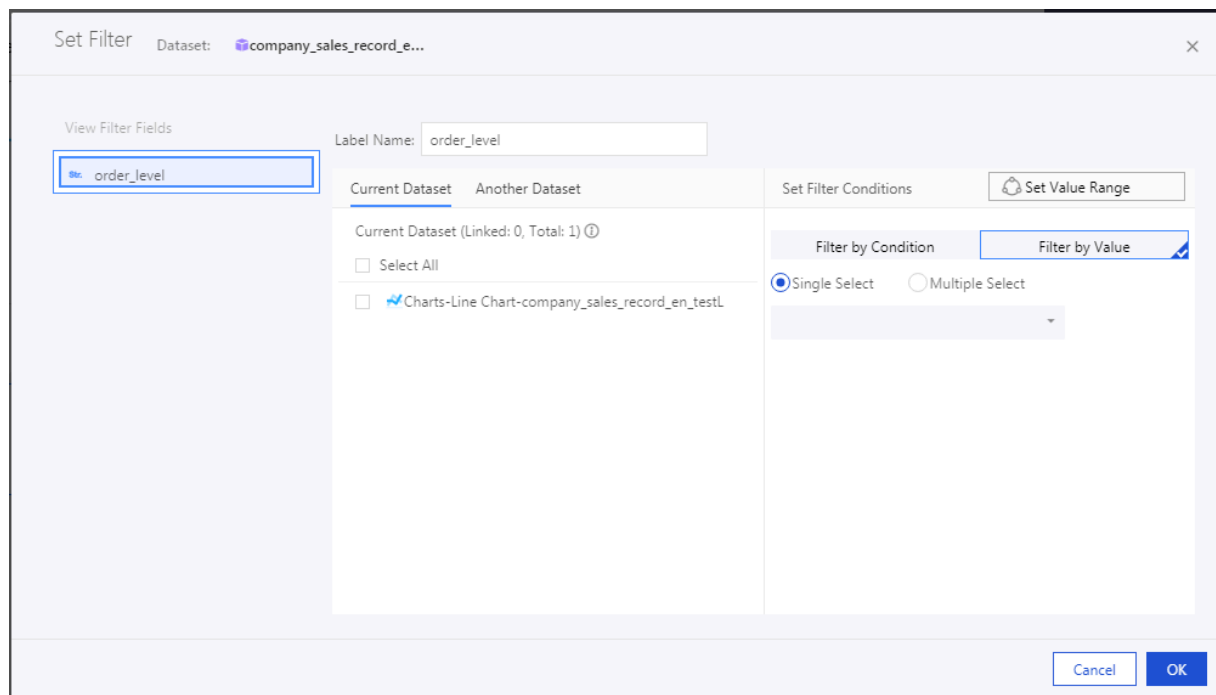 Set Filter Dataset: company_sales_record_e...
View Filter Fields
Str. order_level
Label Name: order_level
Current Dataset Another Dataset
Current Dataset (Linked: 0, Total: 1)
Select All
Charts-Line Chart-company_sales_record_en_testL
Set Filter Conditions Set Value Range
Filter by Condition Filter by Value
Single Select Multiple Select
Cancel OK